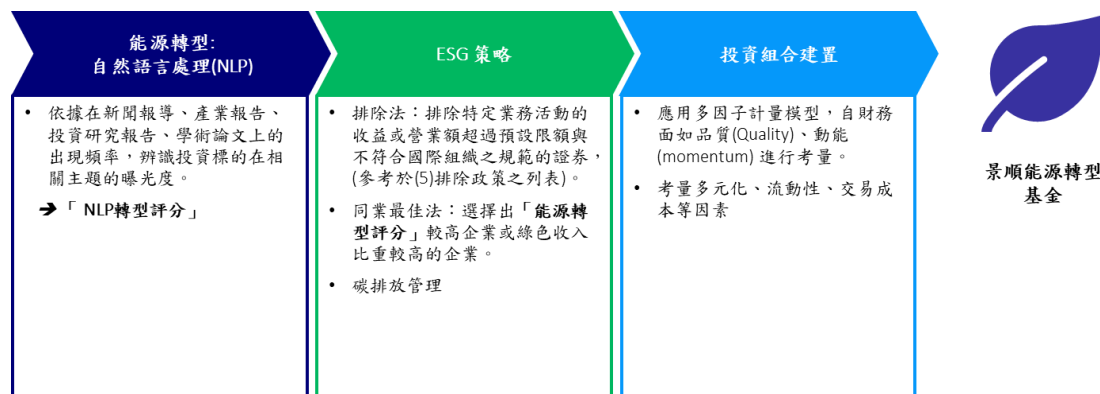 能源轉型:
自然語言處理(NLP)
• 依據在新聞報導、產業報告、
投資研究報告、學術論文上的
出現頻率，辨識投資標的在相
關主題的曝光度。
➔「 NLP轉型評分」
ESG 策略
• 排除法：排除特定業務活動的
收益或營業額超過預設限額與
不符合國際組織之規範的證券，
(參考於(5)排除政策之列表)。
• 同業最佳法：選擇出「能源轉
型評分」較高企業或綠色收入
比重較高的企業。
• 碳排放管理
投資組合建置
• 應用多因子計量模型，自財務
面如品質(Quality)、動能
(momentum) 進行考量。
• 考量多元化、流動性、交易成
本等因素
景順能源轉型
基金